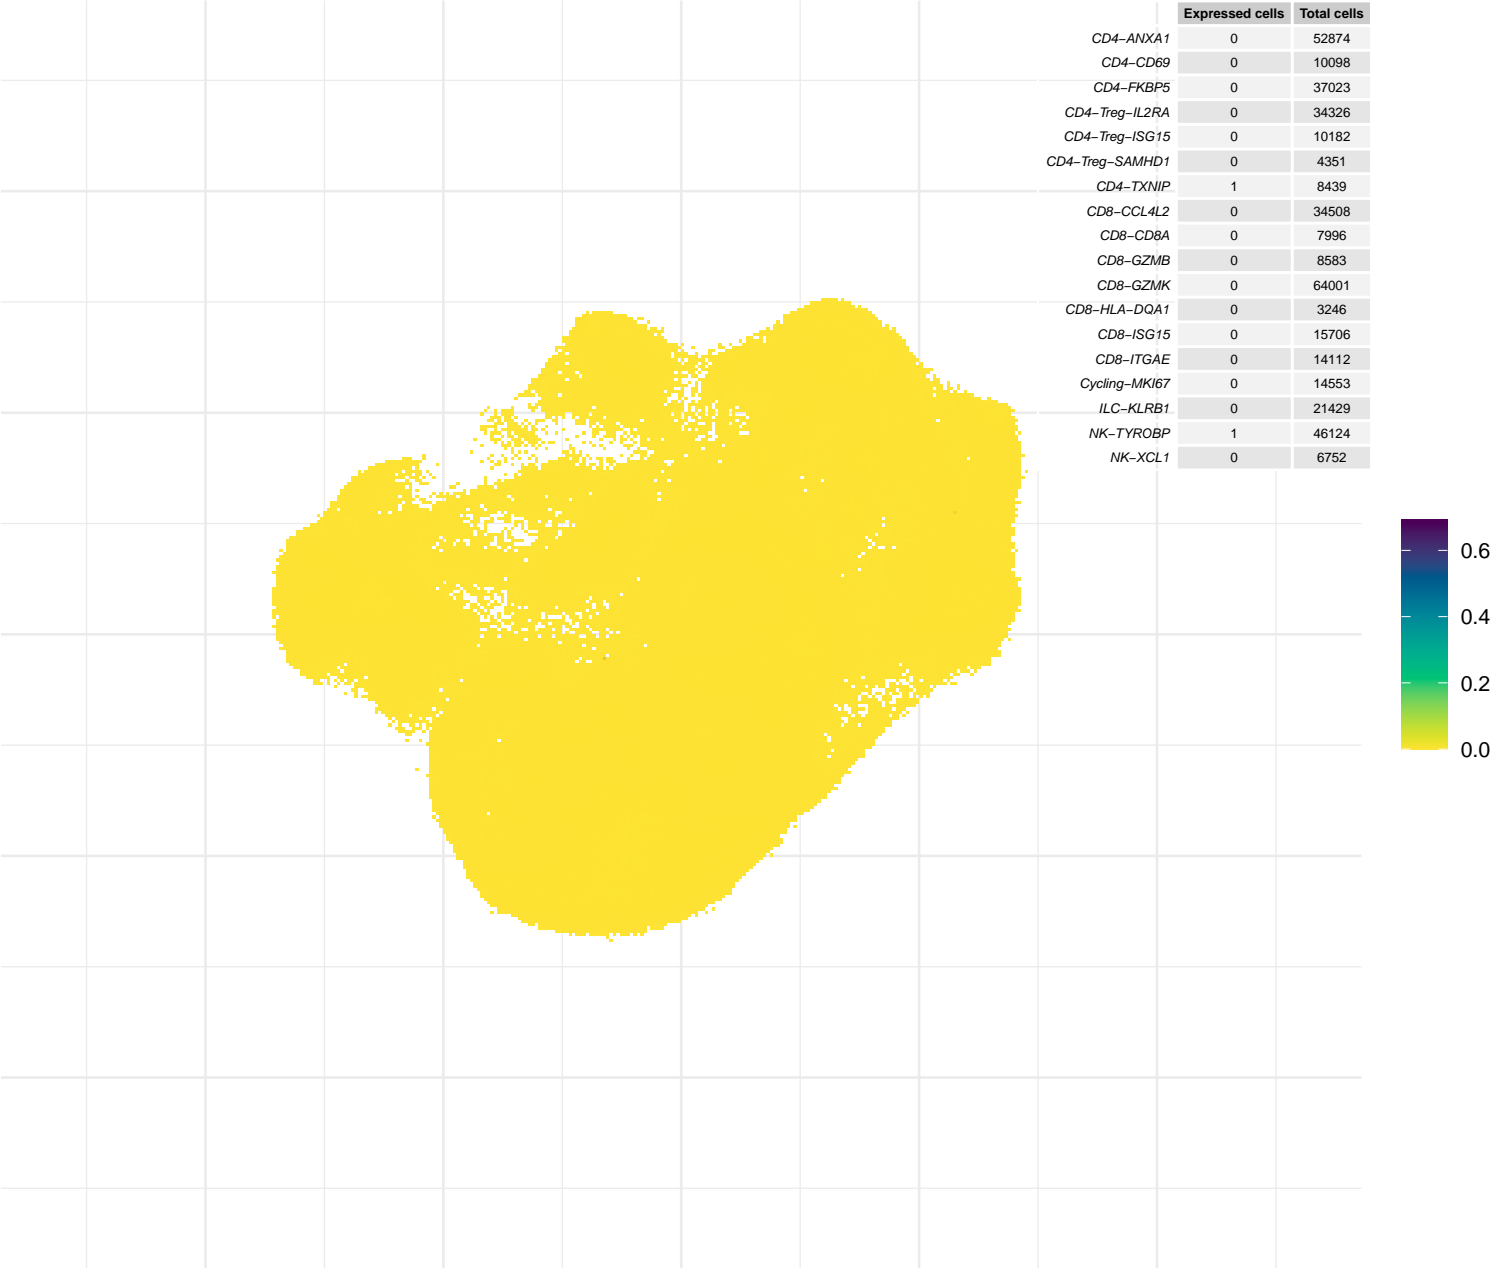 Expressed cells Total cells
CD4−ANXA1 0 52874
CD4−CD69 0 10098
CD4−FKBP5 0 37023
CD4−Treg−IL2RA 0 34326
CD4−Treg−ISG15 0 10182
CD4−Treg−SAMHD1 0 4351
CD4−TXNIP 1 8439
CD8−CCL4L2 0 34508
CD8−CD8A 0 7996
CD8−GZMB 0 8583
CD8−GZMK 0 64001
CD8−HLA−DQA1 0 3246
CD8−ISG15 0 15706
CD8−ITGAE 0 14112
Cycling−MKI67 0 14553
ILC−KLRB1 0 21429
NK−TYROBP 1 46124
NK−XCL1 0 6752
0.6
0.4
0.2
0.0